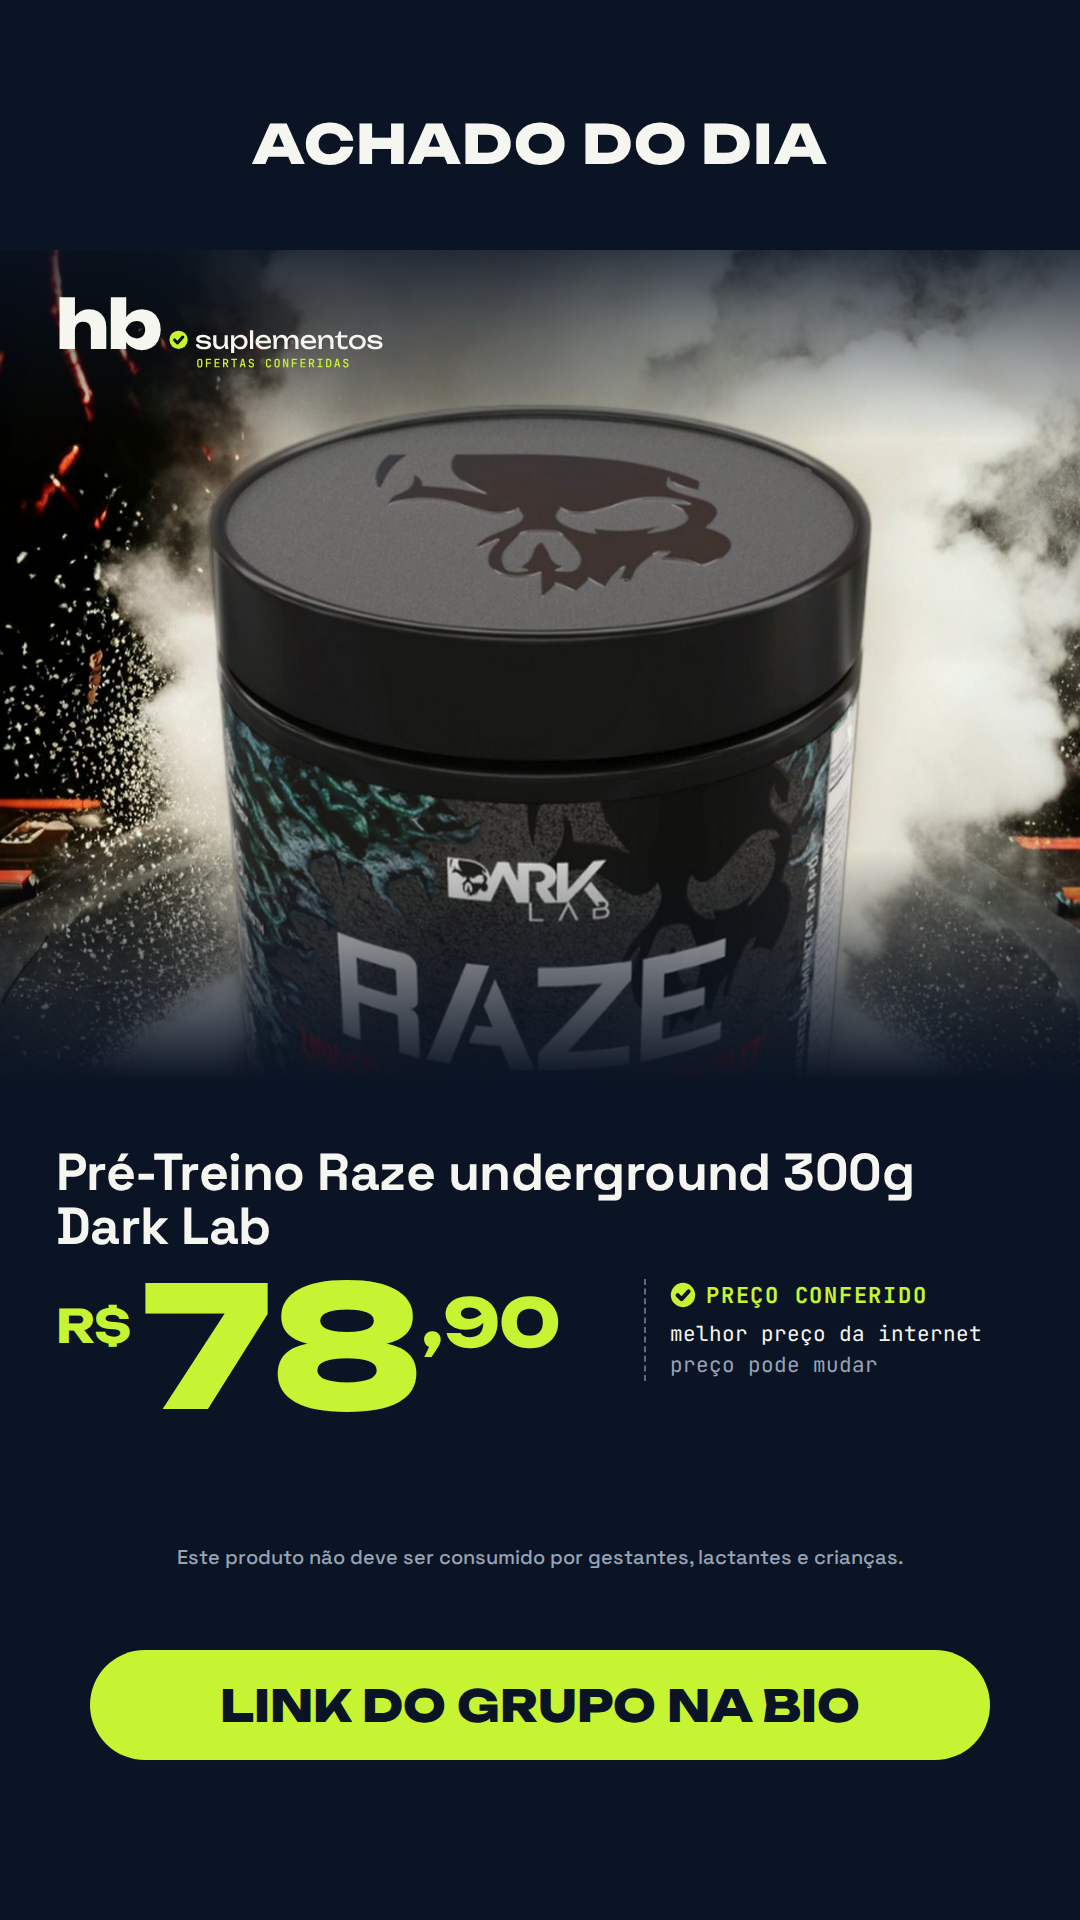 ACHADO DO DIA
hb suplementos
OFERTAS CONFERIDAS
DARK
LAB
RAZE
Pré-Treino Raze underground 300g
Dark Lab
R$78,90
PREÇO CONFERIDO
melhor preço da internet
preço pode mudar
Este produto não deve ser consumido por gestantes, lactantes e crianças.
LINK DO GRUPO NA BIO